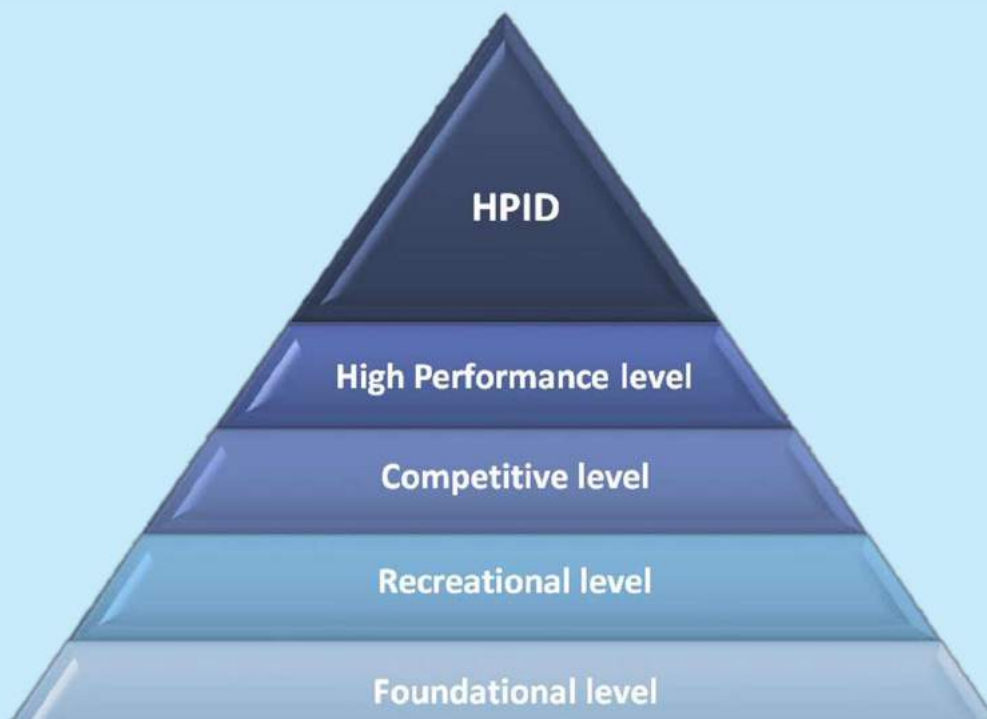 HPID
High Performance level
Competitive level
Recreational level
Foundational level